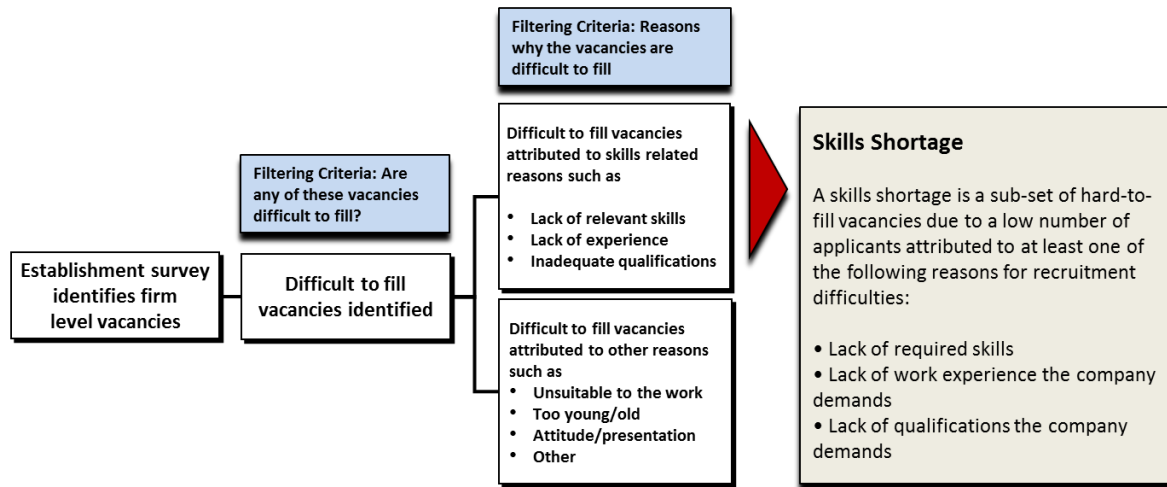 Establishment survey
identifies firm
level vacancies
Filtering Criteria: Are
any of these vacancies
difficult to fill?
Difficult to fill
vacancies identified
Filtering Criteria: Reasons
why the vacancies are
difficult to fill
Difficult to fill vacancies
attributed to skills related
reasons such as
• Lack of relevant skills
• Lack of experience
• Inadequate qualifications
Difficult to fill vacancies
attributed to other reasons
such as
• Unsuitable to the work
• Too young/old
• Attitude/presentation
• Other
Skills Shortage
A skills shortage is a sub-set of hard-to-
fill vacancies due to a low number of
applicants attributed to at least one of
the following reasons for recruitment
difficulties:
• Lack of required skills
• Lack of work experience the company
demands
• Lack of qualifications the company
demands